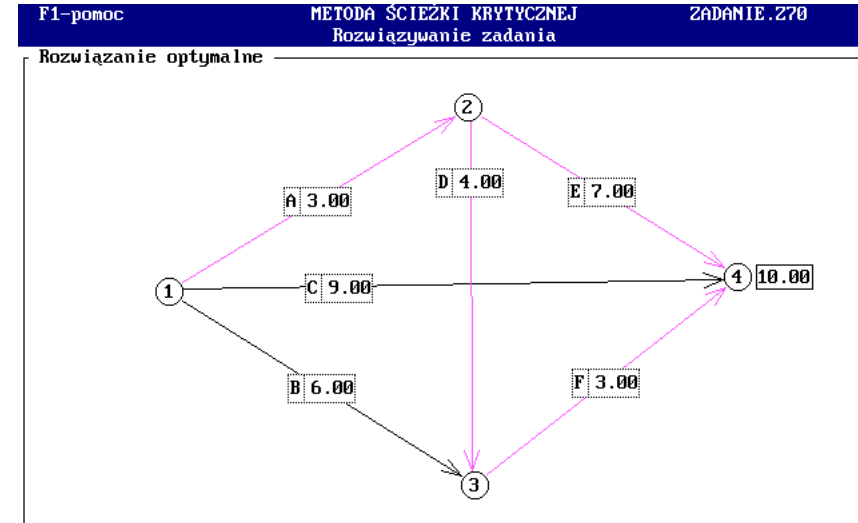 F1-pomoc METODA ŚCIEŻKI KRYTYCZNEJ ZADANIE.Z70
Rozwiązywanie zadania
Rozwiązanie optymalne
2
D 4.00
E 7.00
A 3.00
4 10.00
C 9.00
1
F 3.00
B 6.00
3